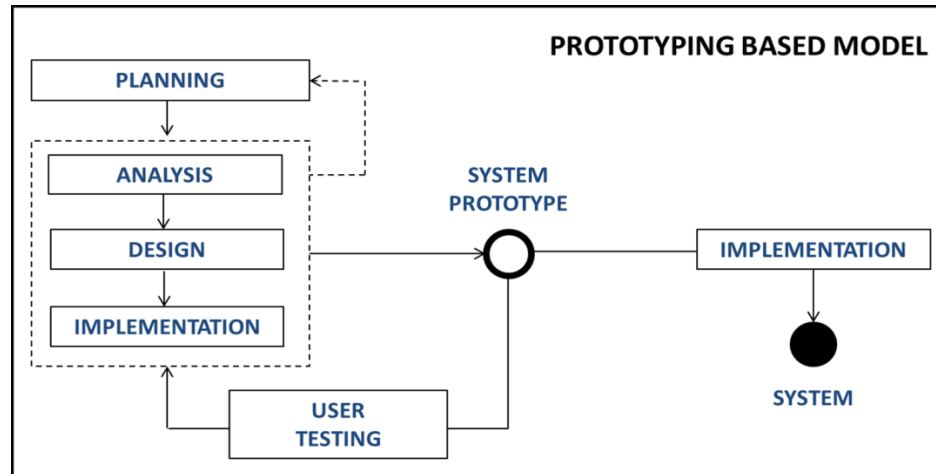 PROTOTYPING BASED MODEL
PLANNING
ANALYSIS
DESIGN
IMPLEMENTATION
SYSTEM
PROTOTYPE
IMPLEMENTATION
SYSTEM
USER
TESTING